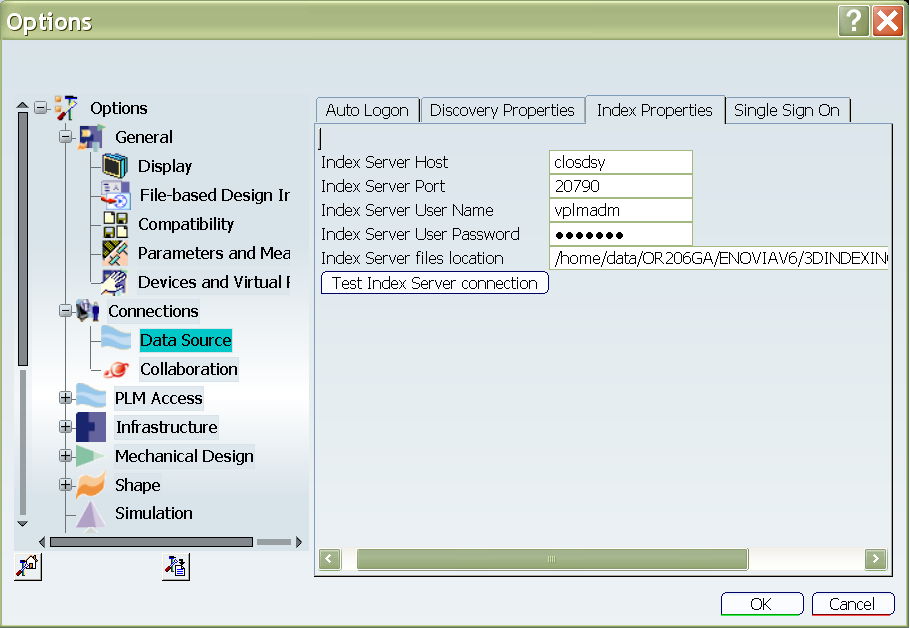 Options
Options
General
Display
File-based Design Ir
Compatibility
Parameters and Mea
Devices and Virtual
Connections
Data Source
Collaboration
PLM Access
Infrastructure
Mechanical Design
Shape
Simulation
Auto Logon
Discovery Properties
Index Properties
Single Sign On
Index Server Host closdsy
Index Server Port 20790
Index Server User Name vplmadm
Index Server User Password ●●●●●●●
Index Server files location /home/data/OR206GA/ENOVIAV6/3DINDEXIN
Test Index Server connection
OK
Cancel